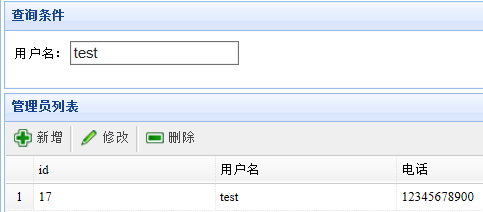 查询条件
用户名： test
管理员列表
新增 修改 删除
id 用户名 电话
1 17 test 12345678900